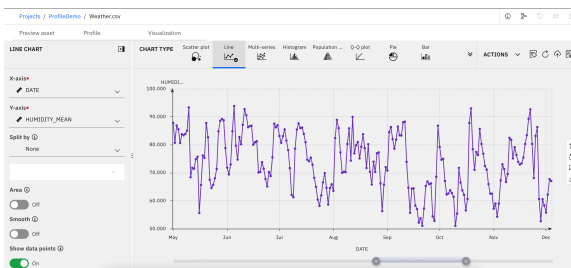 Projects / ProfileDemo / Weather.csv
Preview asset Profile Visualization
LINE CHART
CHART TYPE Scatter plot Line Multi-series Histogram Population ... Q-Q plot Pie Bar ACTIONS
X-axis*
DATE
Y-axis*
HUMIDITY_MEAN
Split by
None
Area
Off
Smooth
Off
Show data points
On
HUMIDI...
100.000
90.000
80.000
70.000
60.000
50.000
May Jun Jul Aug Sep Oct Nov Dec
DATE